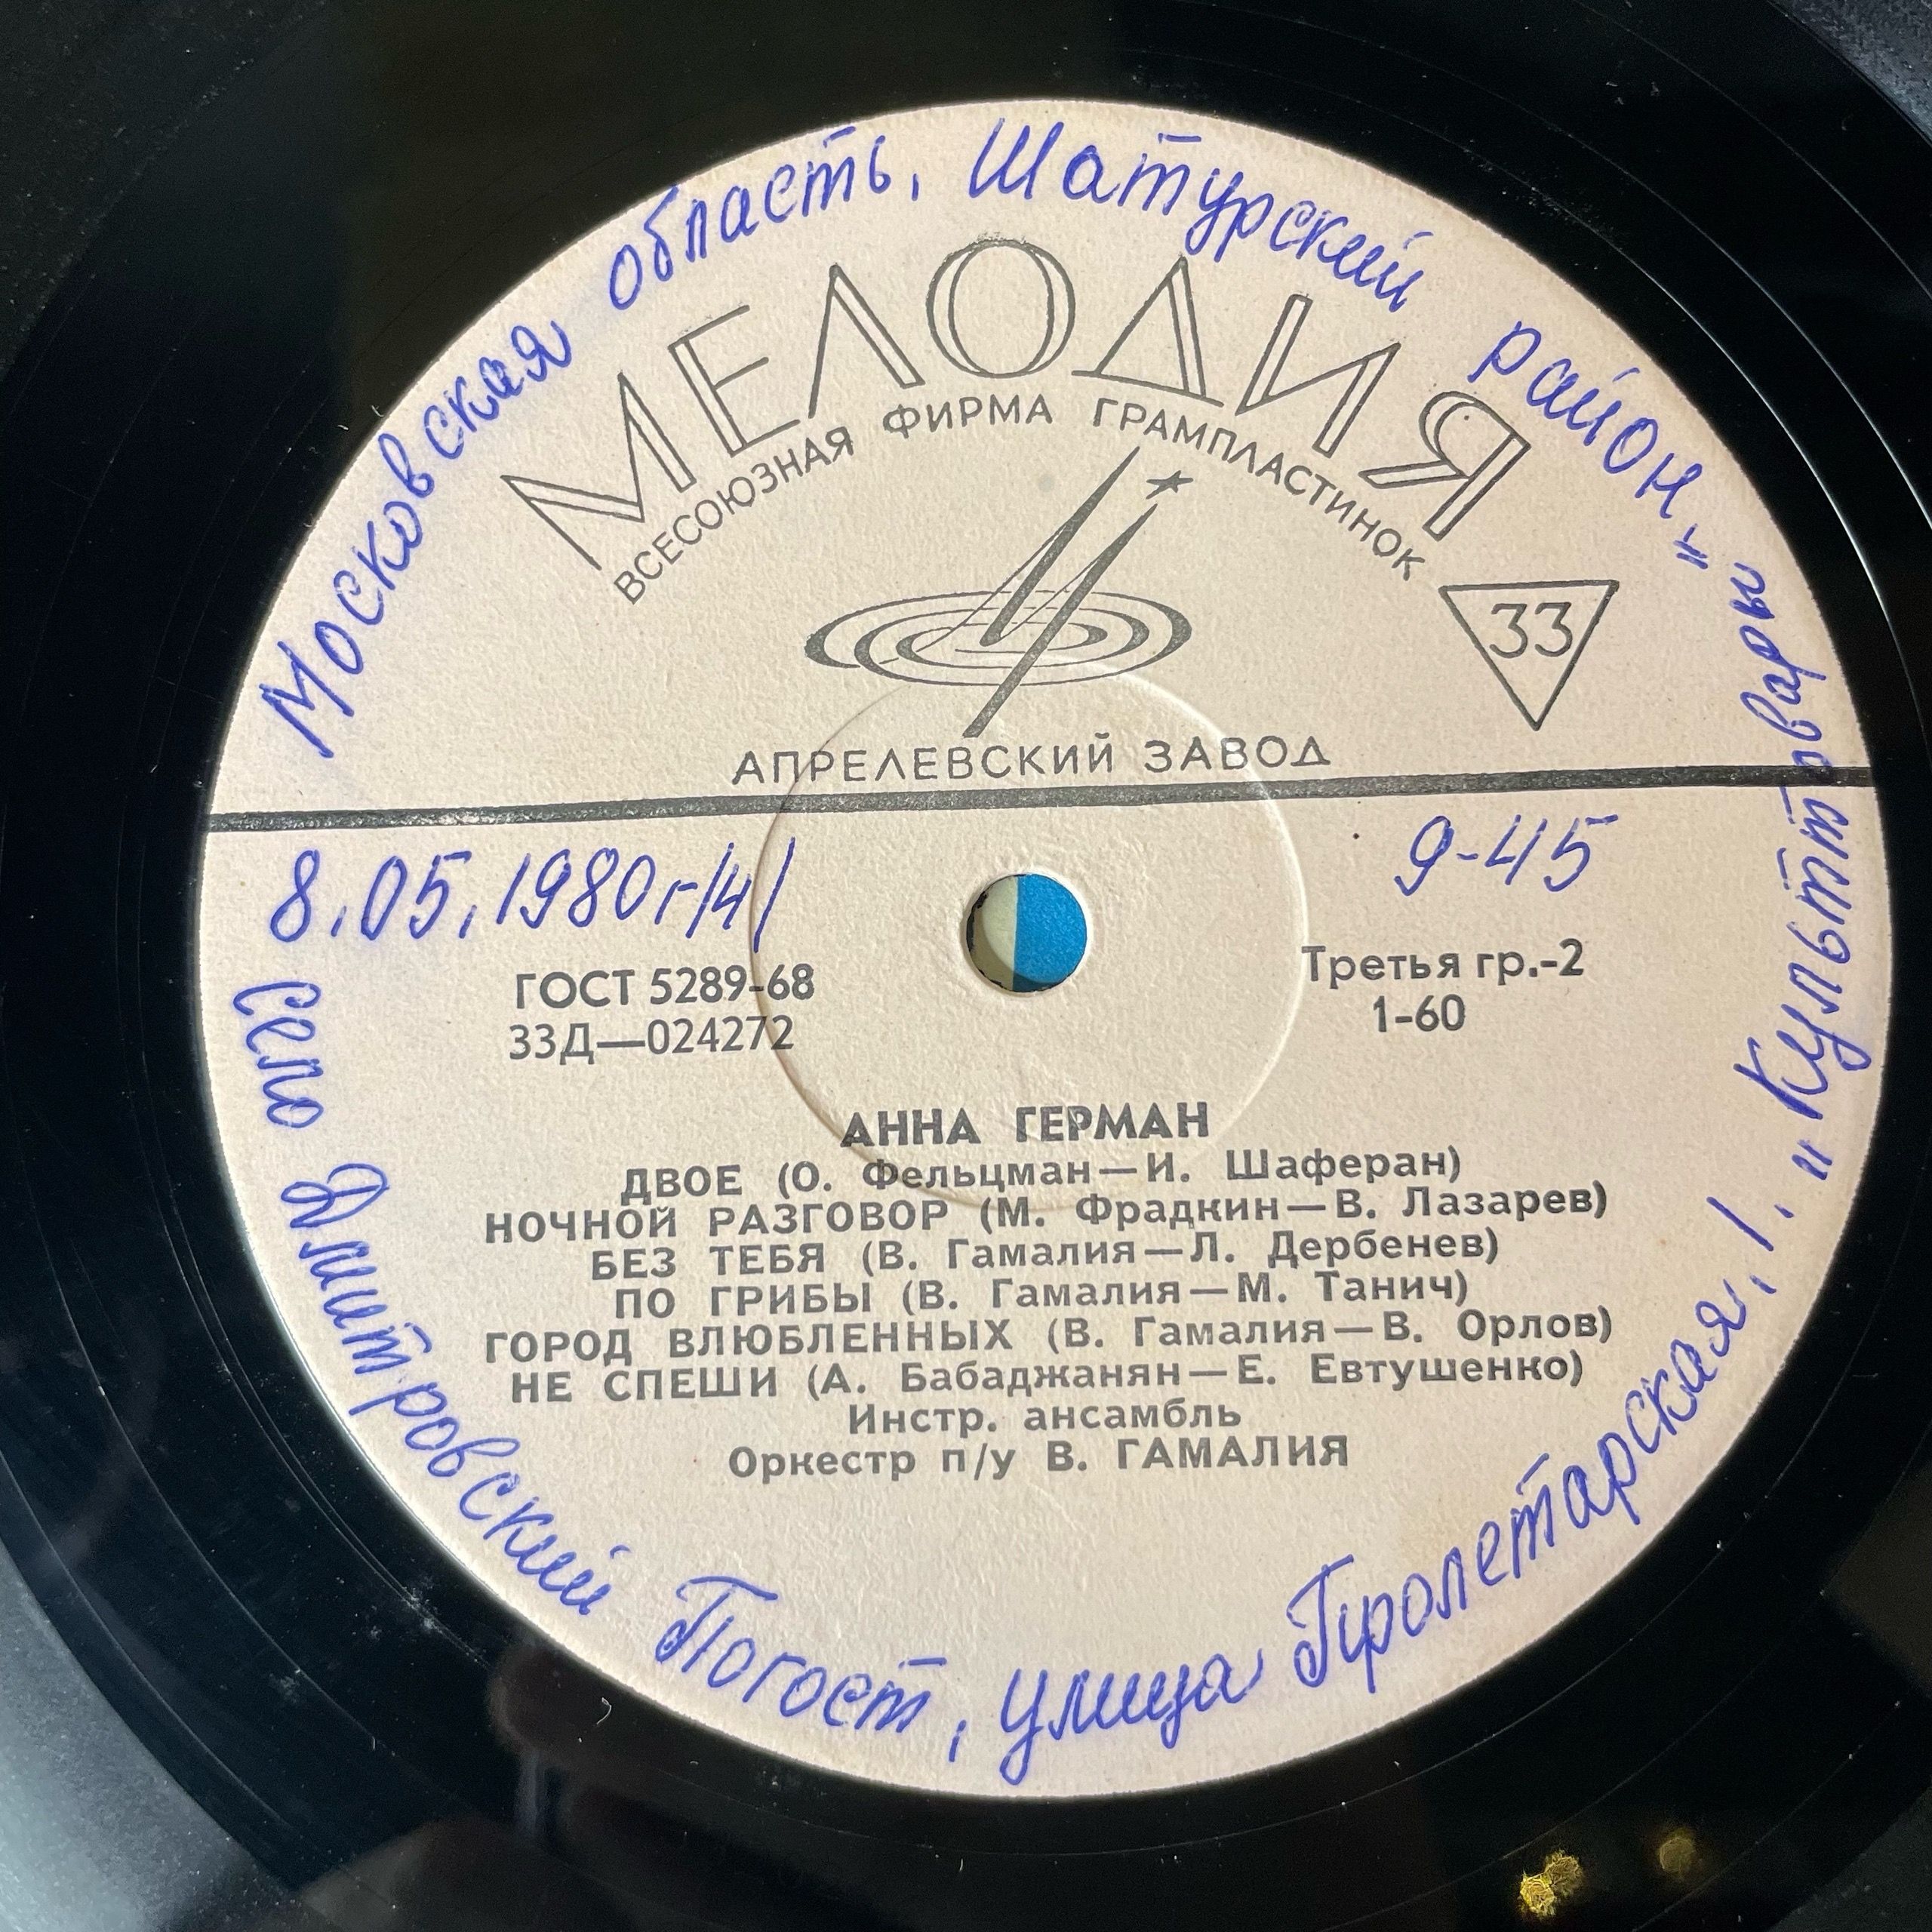 Московская область, Шатурский район.
МЕЛОДИЯ
ВСЕСОЮЗНАЯ ФИРМА ГРАМПЛАСТИНОК
33
АПРЕЛЕВСКИЙ ЗАВОД
8.05.1980г/ч/
9-45
ГОСТ 5289-68
Третья гр.-2
33Д—024272
1-60
АННА ГЕРМАН
ДВОЕ (О. Фельцман—И. Шаферан)
НОЧНОЙ РАЗГОВОР (М. Фрадкин—В. Лазарев)
БЕЗ ТЕБЯ (В. Гамалия—Л. Дербенев)
ПО ГРИБЫ (В. Гамалия—М. Танич)
ГОРОД ВЛЮБЛЕННЫХ (В. Гамалия—В. Орлов)
НЕ СПЕШИ (А. Бабаджанян—Е. Евтушенко)
Инстр. ансамбль
Оркестр п/у В. ГАМАЛИЯ
Село Дмитровский Погост, улица Пролетарская, 1.
"Культтовары"